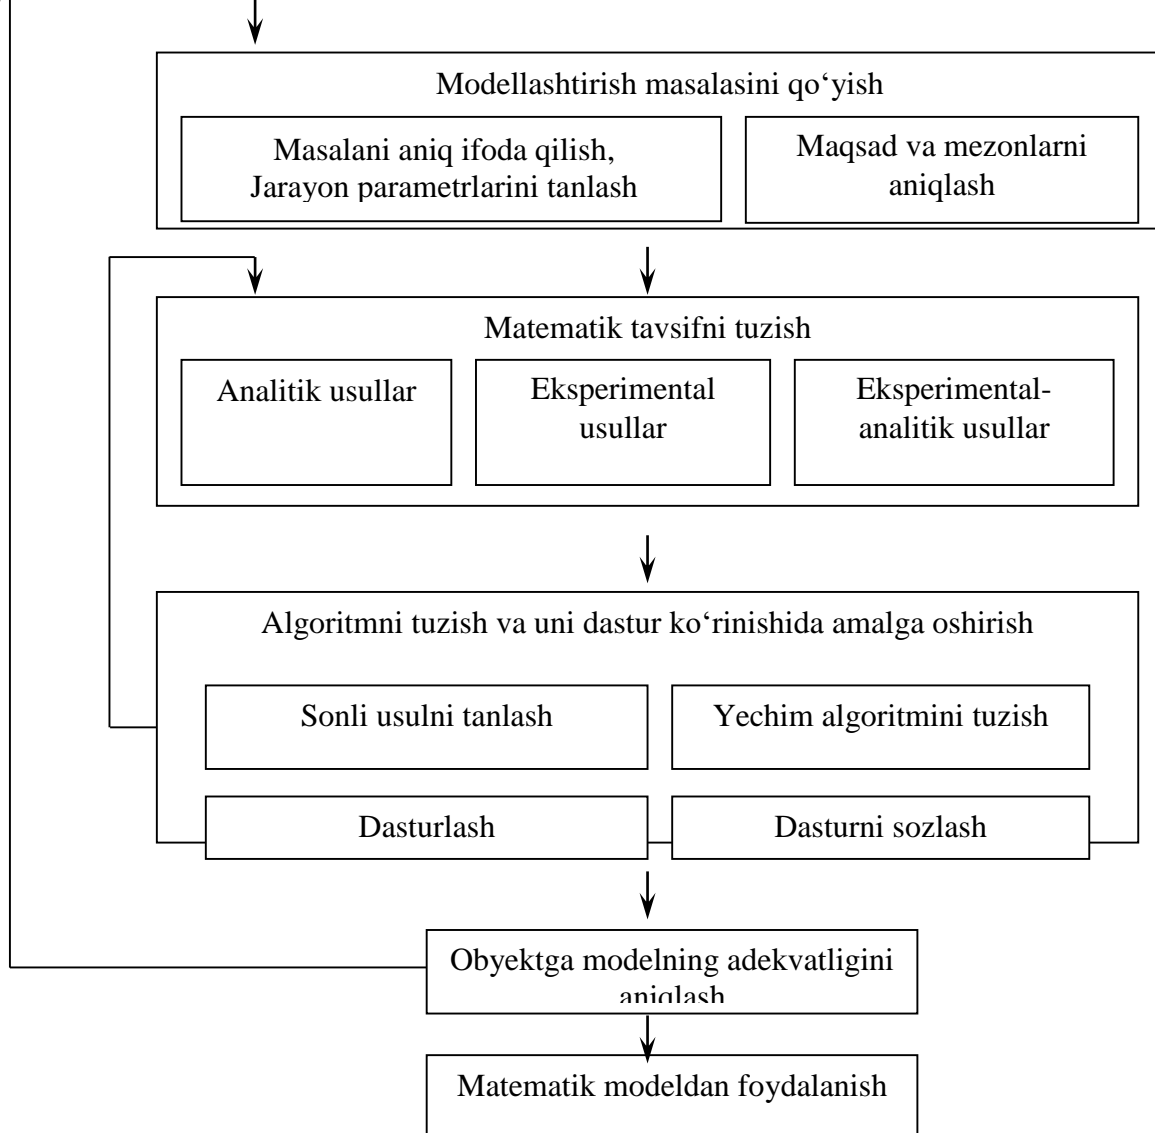 Modellashtirish masalasini qo‘yish
Masalani aniq ifoda qilish,
Jarayon parametrlarini tanlash
Maqsad va mezonlarni
aniqlash
Matematik tavsifni tuzish
Analitik usullar
Eksperimental
usullar
Eksperimental-
analitik usullar
Algoritmni tuzish va uni dastur ko‘rinishida amalga oshirish
Sonli usulni tanlash
Yechim algoritmini tuzish
Dasturlash
Dasturni sozlash
Obyektga modelning adekvatligini
aniqlash
Matematik modeldan foydalanish